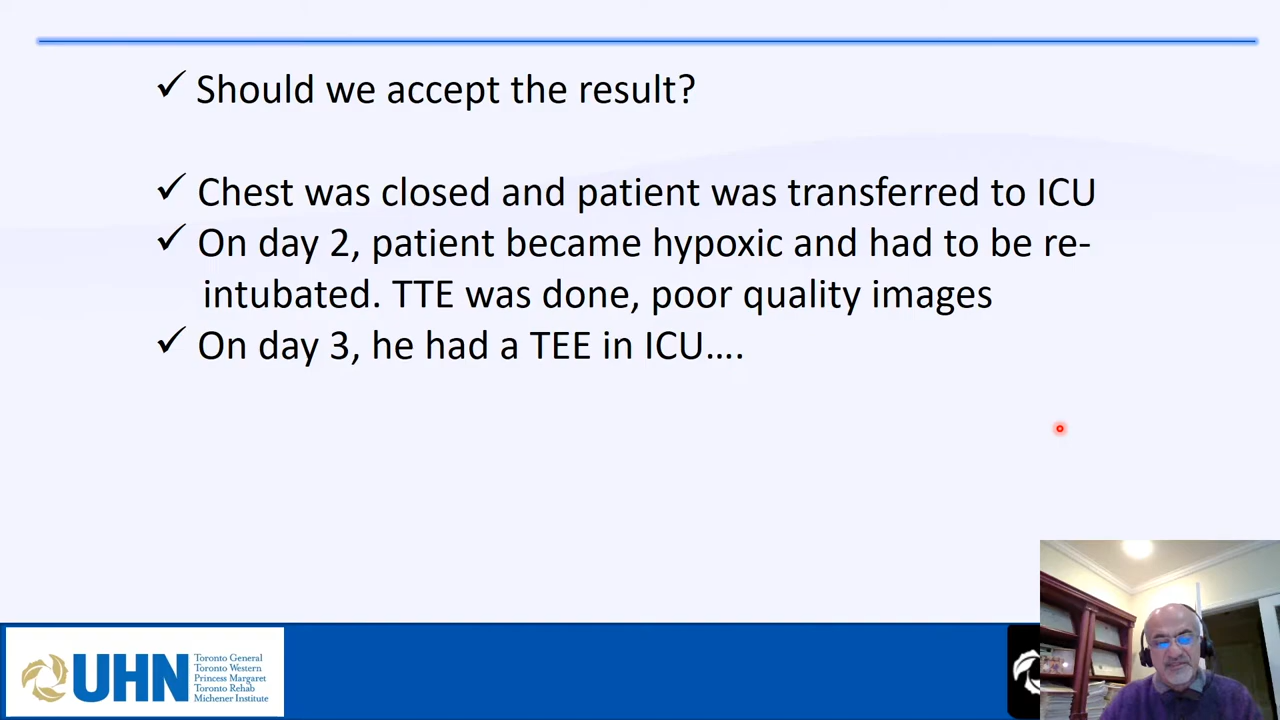 ✓ Should we accept the result?
✓ Chest was closed and patient was transferred to ICU
✓ On day 2, patient became hypoxic and had to be re-
intubated. TTE was done, poor quality images
✓ On day 3, he had a TEE in ICU….
UHN
Toronto General
Toronto Western
Princess Margaret
Toronto Rehab
Michener Institute